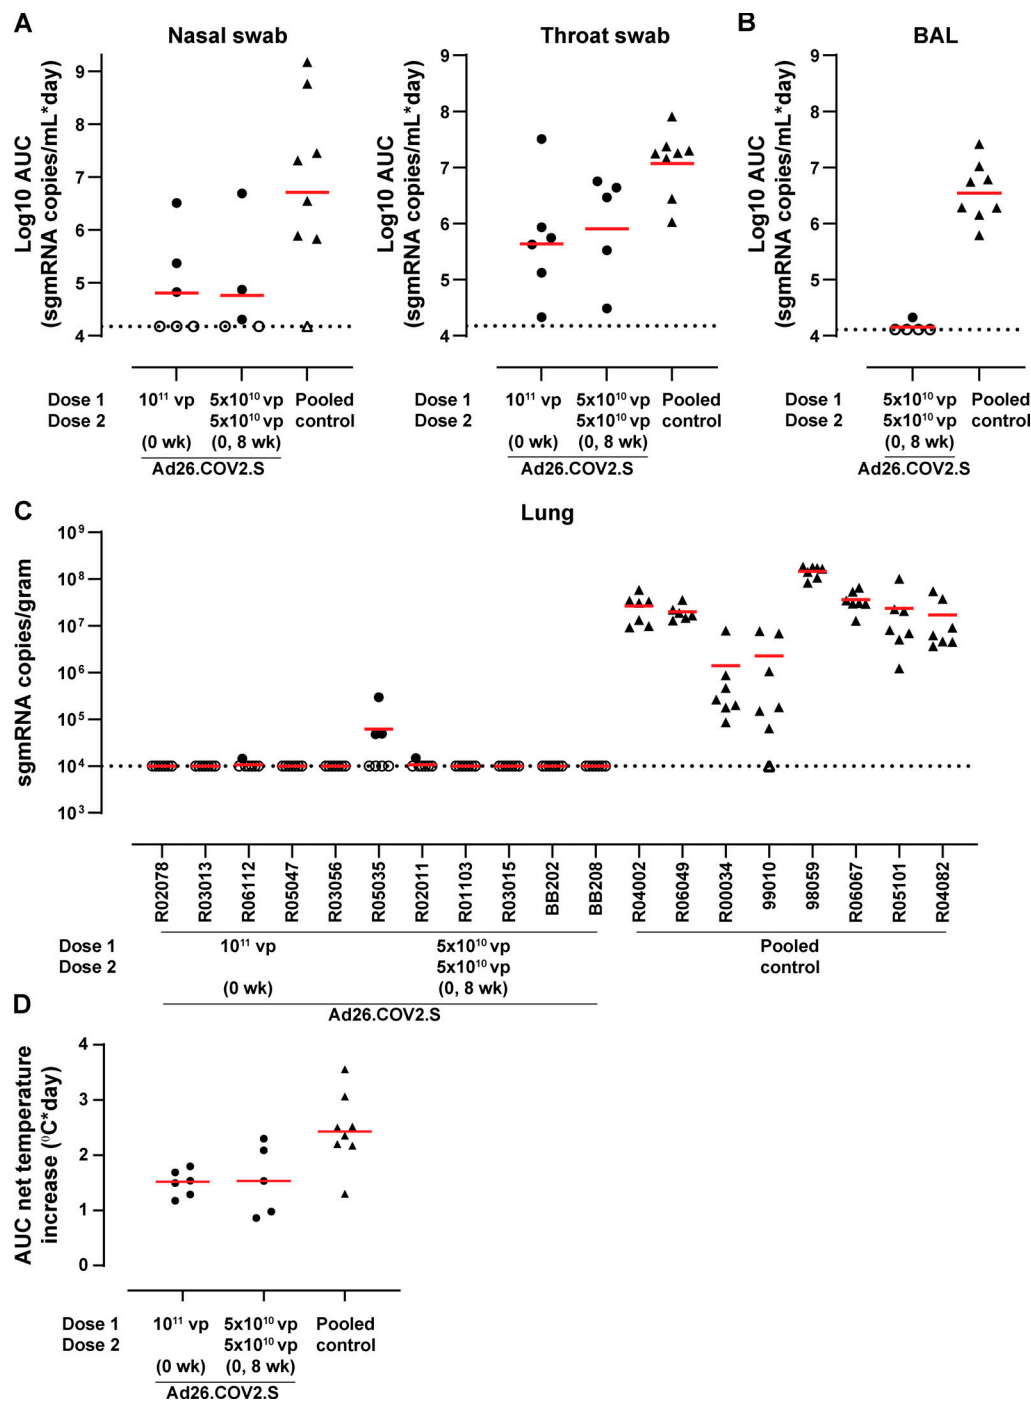 A
Nasal swab
Log10 AUC
(sgmRNA copies/mL*day)
9
8
7
6
5
4
Dose 1 10¹¹ vp 5x10¹⁰ vp Pooled
Dose 2 5x10¹⁰ vp control
(0 wk) (0, 8 wk)
Ad26.COV2.S
Throat swab
Log10 AUC
(sgmRNA copies/mL*day)
9
8
7
6
5
4
Dose 1 10¹¹ vp 5x10¹⁰ vp Pooled
Dose 2 5x10¹⁰ vp control
(0 wk) (0, 8 wk)
Ad26.COV2.S
B
BAL
Log10 AUC
(sgmRNA copies/mL*day)
9
8
7
6
5
4
Dose 1 5x10¹⁰ vp Pooled
Dose 2 5x10¹⁰ vp control
(0, 8 wk)
Ad26.COV2.S
C
Lung
sgmRNA copies/gram
10⁹
10⁸
10⁷
10⁶
10⁵
10⁴
10³
R02078
R03013
R06112
R05047
R03056
R05035
R02011
R01103
R03015
BB202
BB208
R04002
R06049
R00034
99010
98059
R06067
R05101
R04082
Dose 1 10¹¹ vp 5x10¹⁰ vp Pooled
Dose 2 5x10¹⁰ vp control
(0 wk) (0, 8 wk)
Ad26.COV2.S
D
AUC net temperature
increase (⁰C*day)
4
3
2
1
0
Dose 1 10¹¹ vp 5x10¹⁰ vp Pooled
Dose 2 5x10¹⁰ vp control
(0 wk) (0, 8 wk)
Ad26.COV2.S